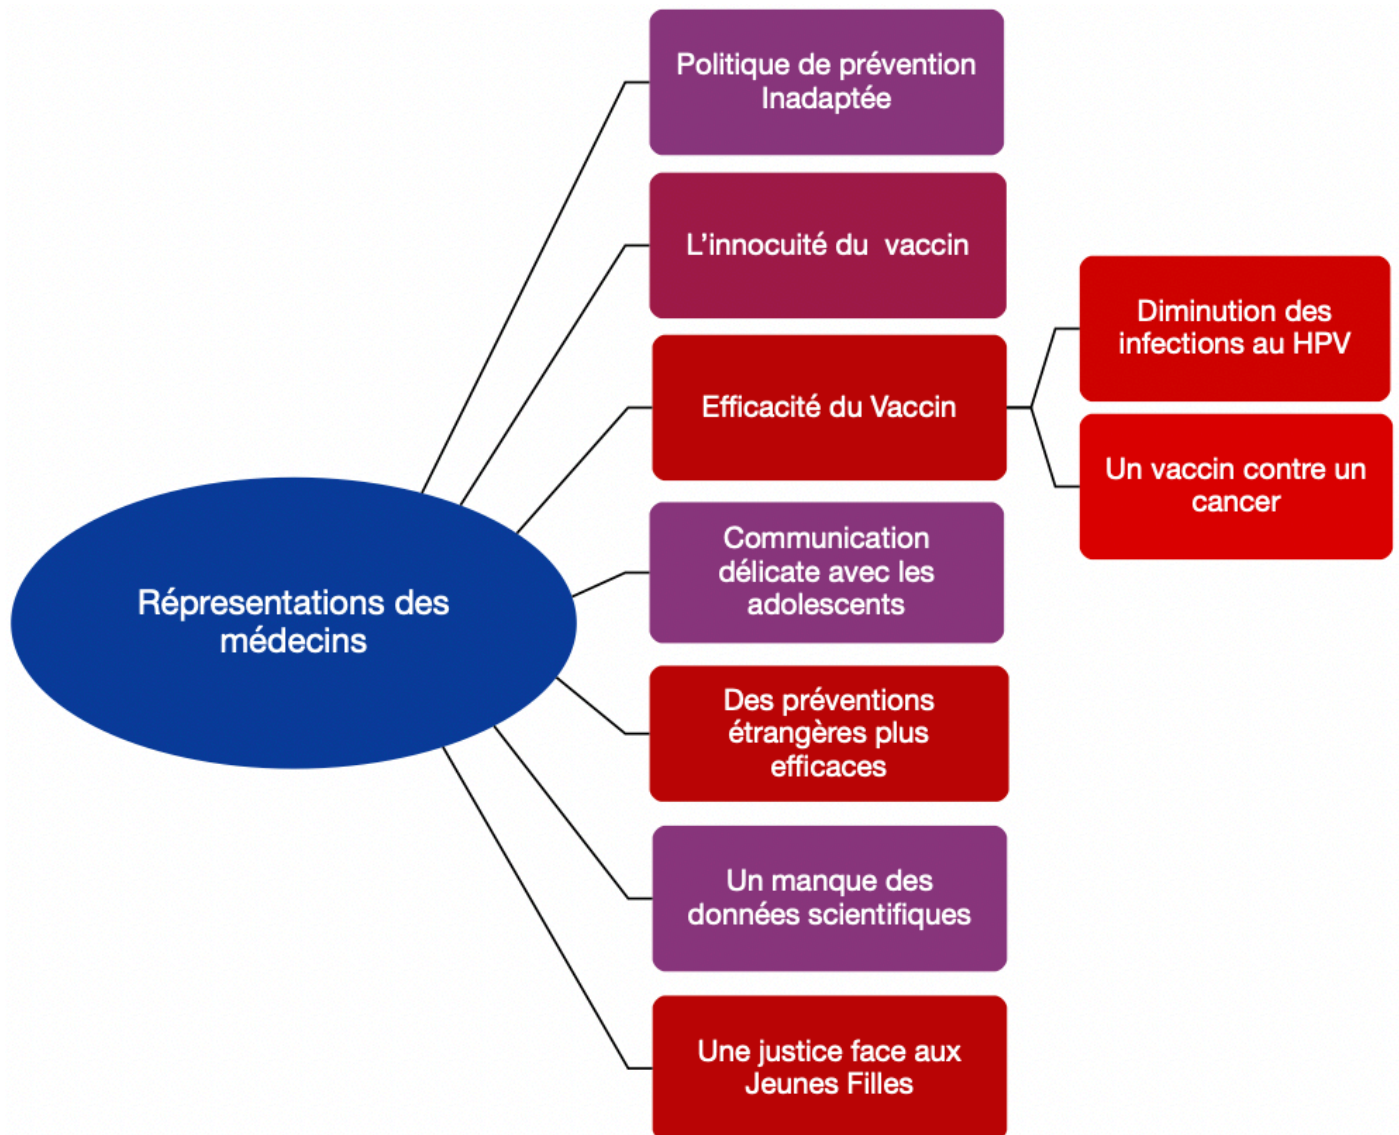 Politique de prévention
Inadaptée
L'innocuité du  vaccin
Diminution des
infections au HPV
Efficacité du Vaccin
Un vaccin contre un
cancer
Communication
délicate avec les
adolescents
Répresentations des
médecins
Des préventions
étrangères plus
efficaces
Un manque des
données scientifiques
Une justice face aux
Jeunes Filles